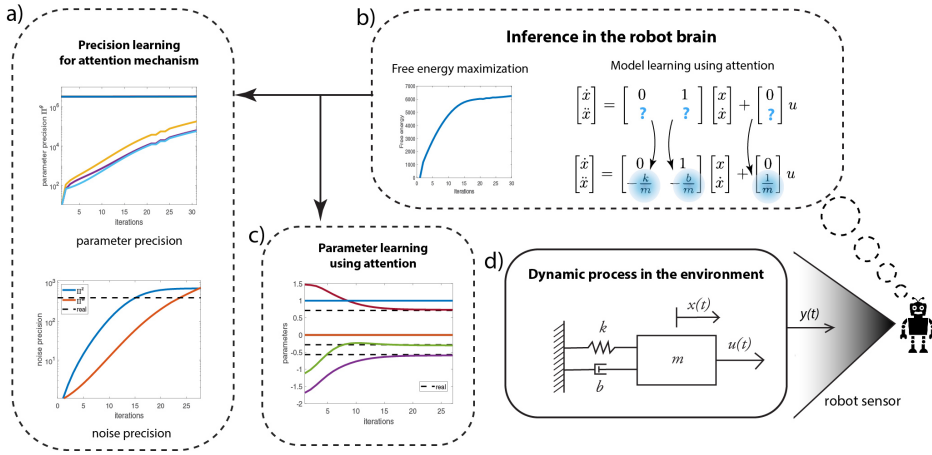 a)
Precision learning
for attention mechanism
parameter precision Π^θ
10^6
10^4
10^2
5 10 15 20 25 30
Iterations
parameter precision
noise precision
10^3
10^2
10^1
Π^z
Π^w
real
1 5 10 15 20 25
iterations
noise precision
b)
Inference in the robot brain
Free energy maximization
Free energy
7000
6000
5000
4000
3000
2000
1000
0
0 5 10 15 20 25 30
Iterations
Model learning using attention
[ẋ ẍ] = [0 1 ? ?] [x ẋ] + [0 ?] u
[ẋ ẍ] = [0 1 -k/m -b/m] [x ẋ] + [0 1/m] u
c)
Parameter learning
using attention
parameters
1.5
1
0.5
0
-0.5
-1
-1.5
-2
real
5 10 15 20 25
Iterations
d)
Dynamic process in the environment
x(t)
k
m
u(t)
b
y(t)
robot sensor